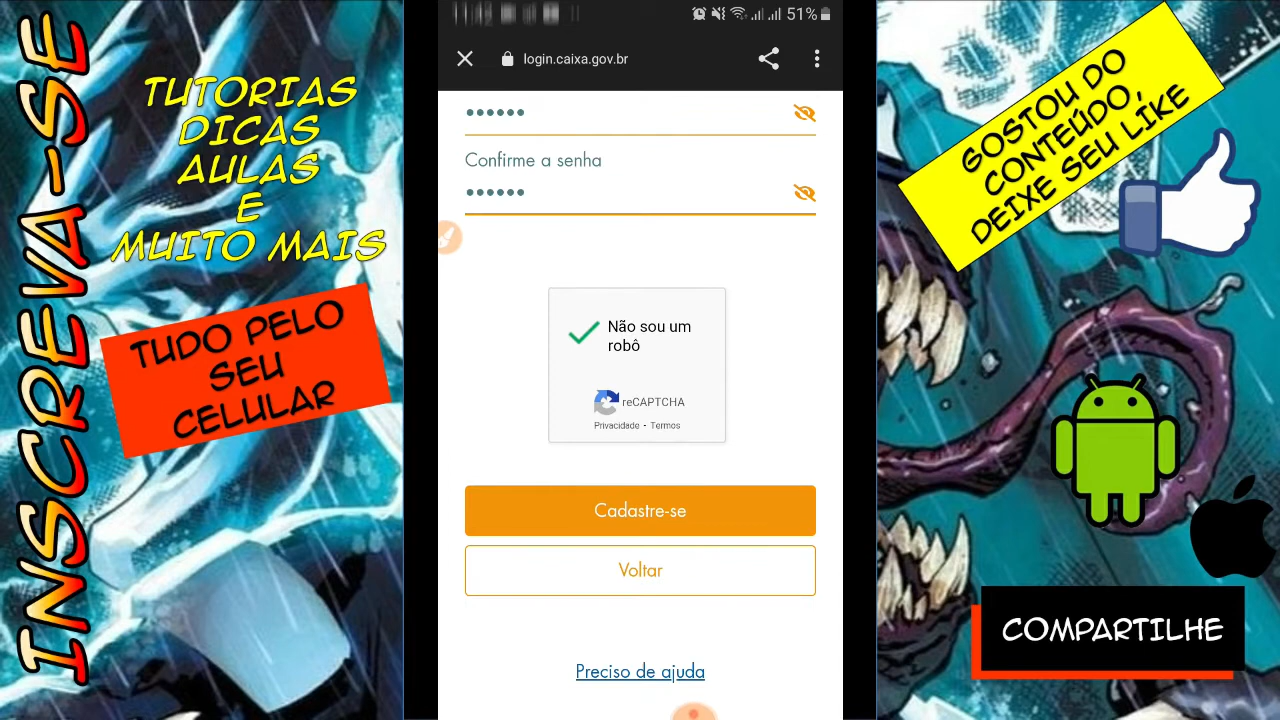 INSCREVA-SE
TUTORIAS
DICAS
AULAS
E
MUITO MAIS
TUDO PELO
SEU
CELULAR
51%
login.caixa.gov.br
••••••
Confirme a senha
••••••
Não sou um
robô
reCAPTCHA
Privacidade - Termos
Cadastre-se
Voltar
Preciso de ajuda
GOSTOU DO
CONTEÚDO,
DEIXE SEU LIKE
COMPARTILHE